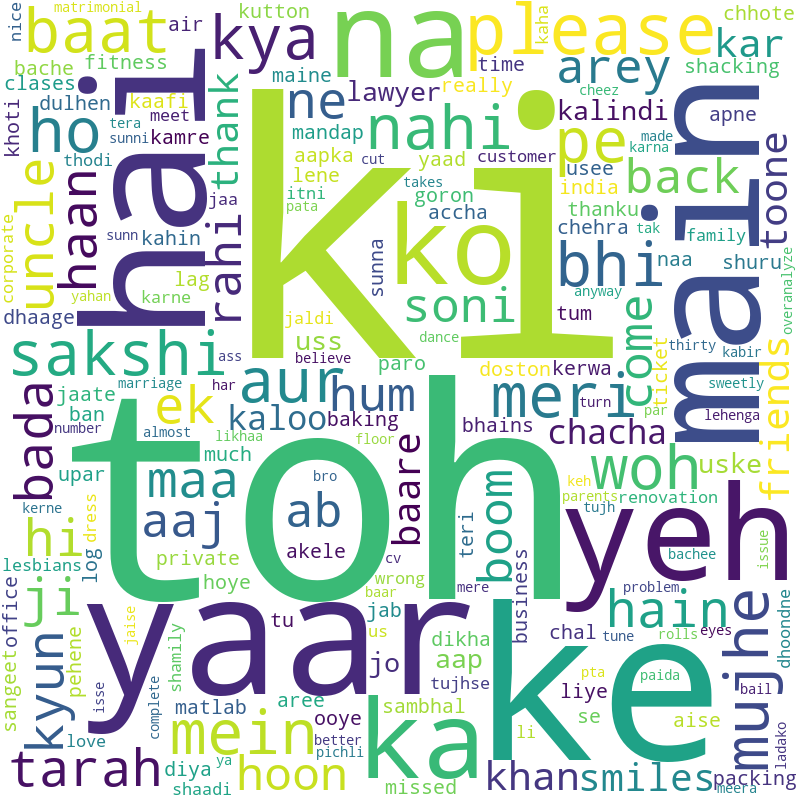 nice
matrimonial
baat
hai
air
kutton
kya
na
please
kaha
chhote
kar
time
arey
shacking
clases
fitness
bache
maine
really
cheez
dulhen
kaafi
thank
ne
lawyer
kalindi
apne
khoti
tera
meet
mandap
nahi
pe
main
made
karna
ho
sunni
kamre
aapka
cut
yaad
customer
usee
toone
thodi
uncle
haan
jaa
lene
ki
takes
india
back
itni
goron
thanku
pata
accha
chehra
tak
family
corporate
sunn
kahin
rahi
sunna
ko
bhi
naa
shuru
yahan
lag
karne
dhaage
jaldi
soni
tum
come
friends
anyway
overanalyze
uss
dance
kerwa
ticket
thirty
kabir
sakshi
ass
believe
paro
doston
marriage
har
aur
hum
meri
turn
sweetly
jaate
ek
par
lehenga
bada
ban
kaloo
baking
bhains
chacha
number
almost
likhaa
floor
baare
toh
much
woh
uske
upar
bro
boom
keh
parents
renovation
kerne
maa
ab
tujh
hi
dress
aaj
teri
yeh
bachee
issue
lesbians
log
private
akele
cv
business
problem
ji
hoye
wrong
mere
hain
mujhe
dhoondne
office
yaar
baar
jab
ke
chal
tune
rolls
eyes
sangeet
kyun
pehene
jaise
shamily
tu
us
dikha
jo
aap
paida
isse
matlab
aree
tujhse
liye
pta
bail
ladako
complete
mein
ooye
ka
sambhal
se
aise
love
better
li
tarah
diya
ya
hoon
pichli
khan
smiles
packing
shaadi
missed
meera